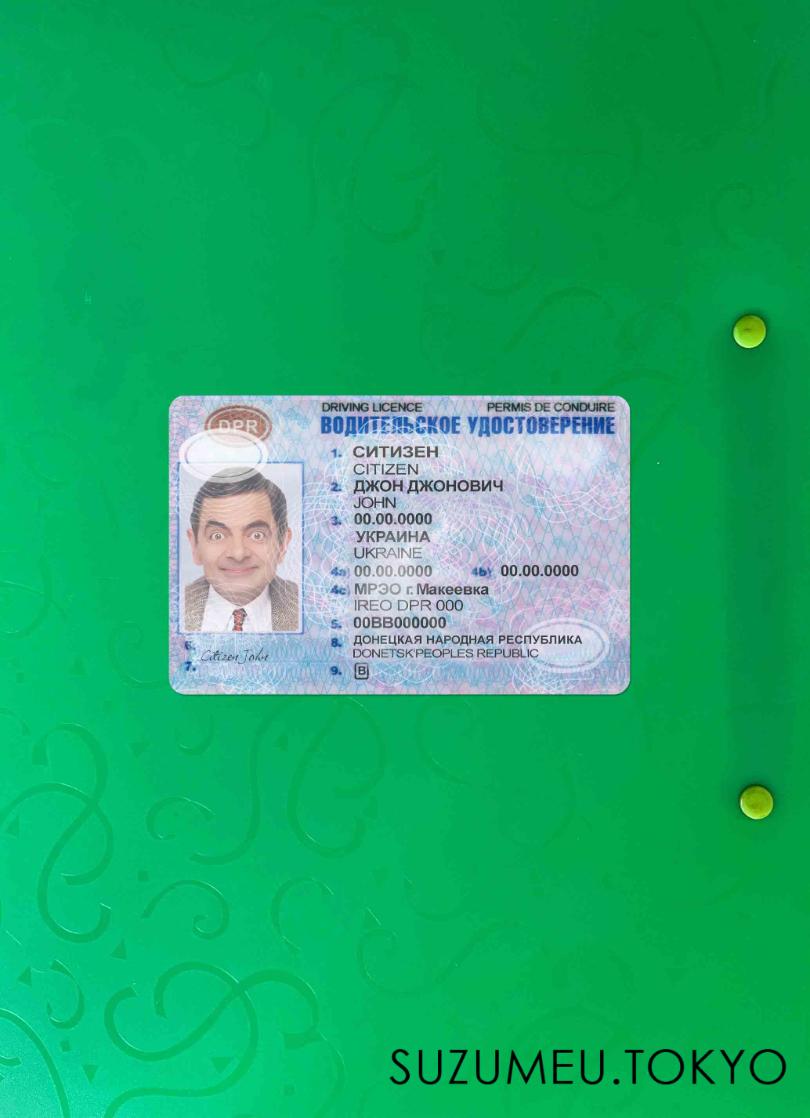 DRIVING LICENCE PERMIS DE CONDUIRE
DPR
ВОДИТЕЛЬСКОЕ УДОСТОВЕРЕНИЕ
1. СИТИЗЕН
CITIZEN
2. ДЖОН ДЖОНОВИЧ
JOHN
3. 00.00.0000
УКРАИНА
UKRAINE
4a) 00.00.0000 4b) 00.00.0000
4c) МРЭО г. Макеевка
IREO DPR 000
5. 00BB000000
6. Citizen John
7.
8. ДОНЕЦКАЯ НАРОДНАЯ РЕСПУБЛИКА
DONETSK'PEOPLES REPUBLIC
9. B
SUZUMEU.TOKYO